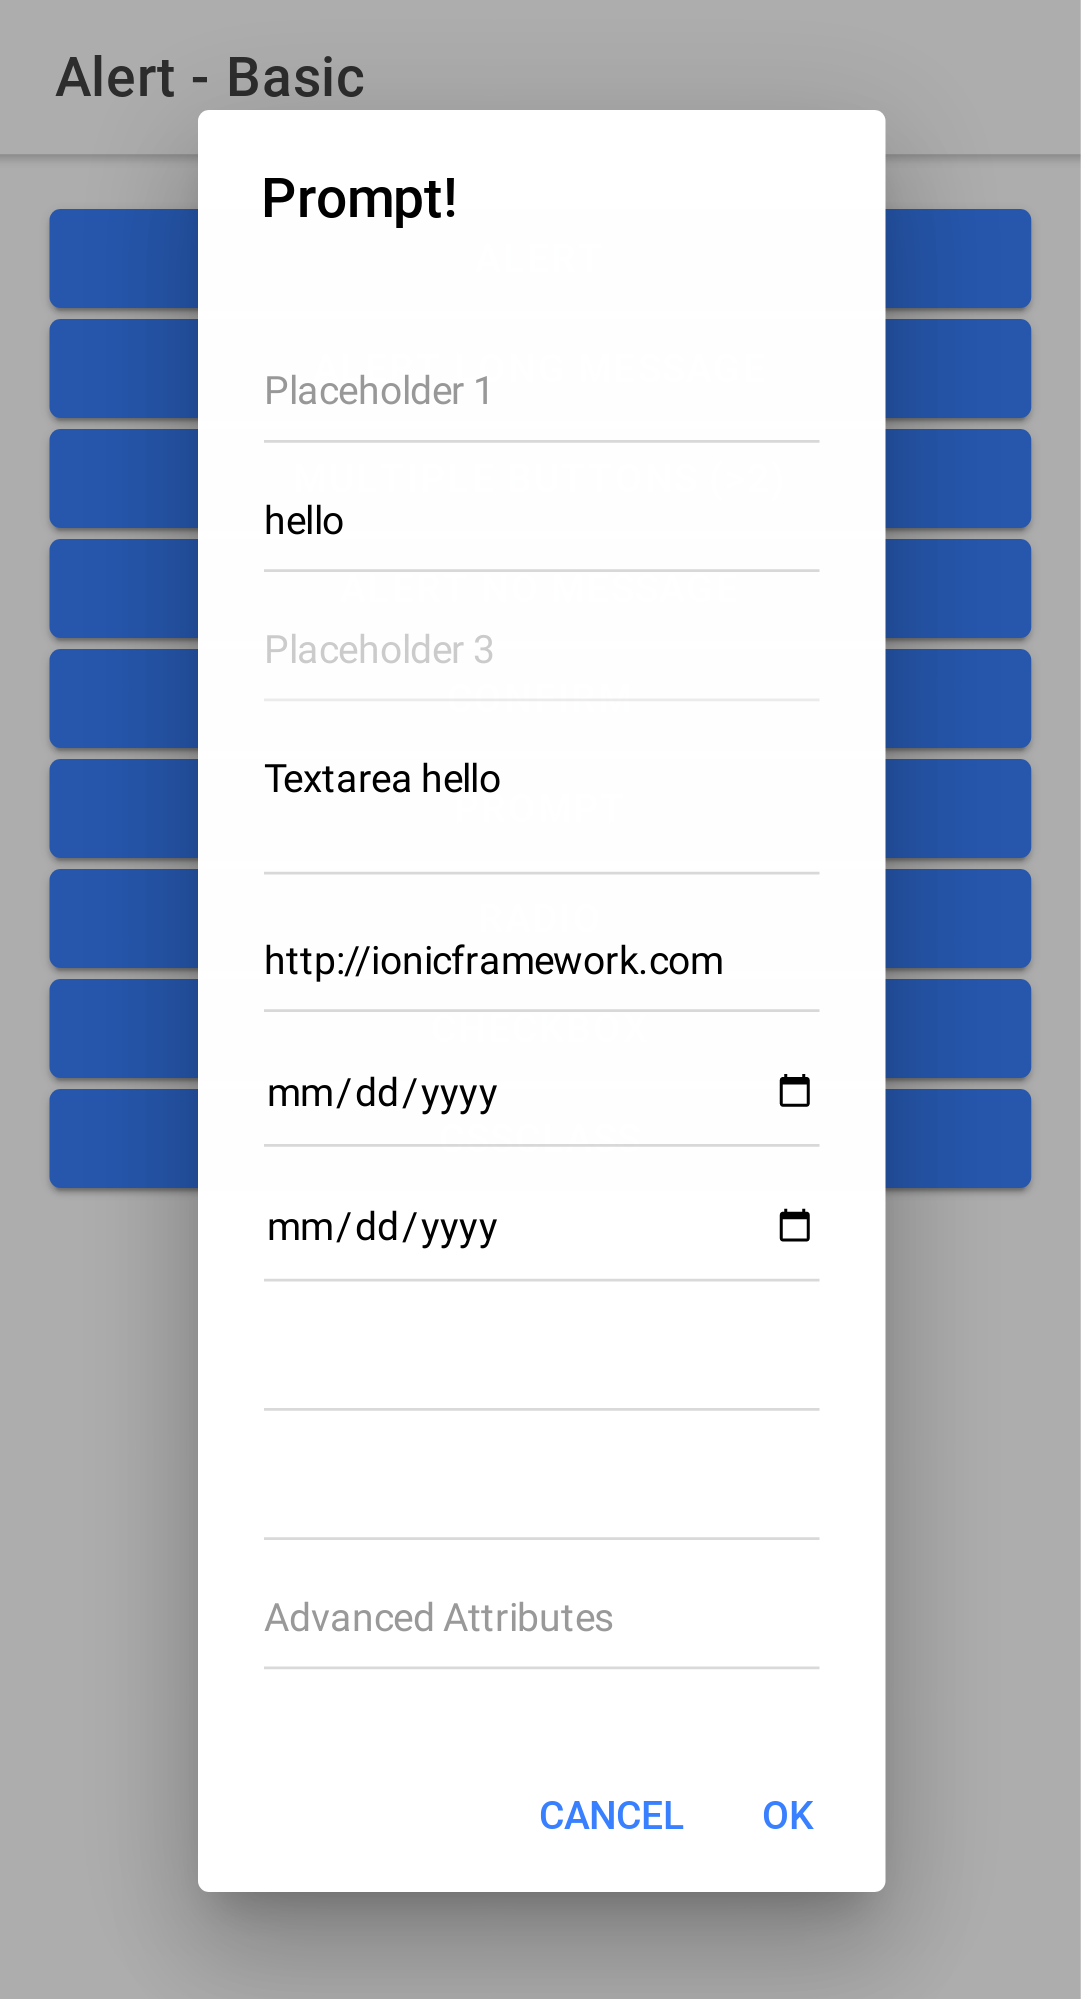 Alert - Basic
Prompt!
Placeholder 1
hello
Placeholder 3
Textarea hello
http://ionicframework.com
mm/dd/yyyy
mm/dd/yyyy
Advanced Attributes
CANCEL OK